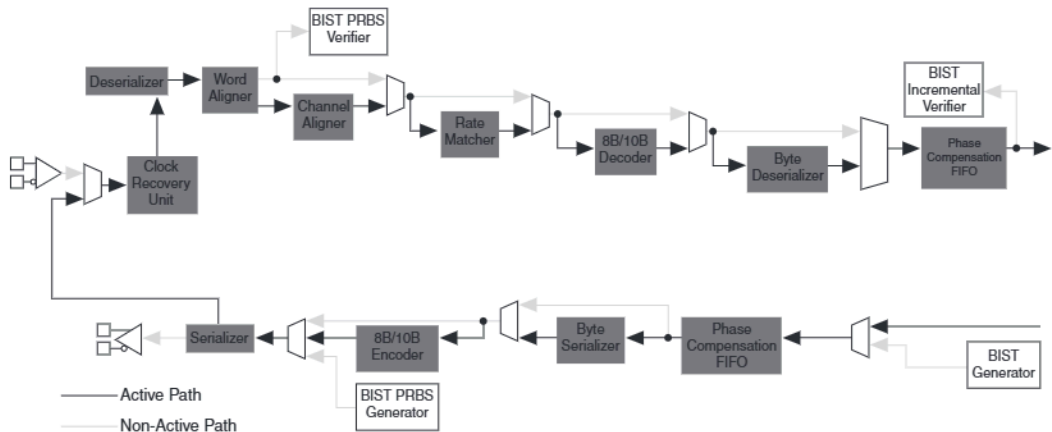 BIST PRBS
Verifier
Deserializer
Word
Aligner
Channel
Aligner
Rate
Matcher
8B/10B
Decoder
Byte
Deserializer
BIST
Incremental
Verifier
Phase
Compensation
FIFO
Clock
Recovery
Unit
Serializer
8B/10B
Encoder
BIST PRBS
Generator
Byte
Serializer
Phase
Compensation
FIFO
BIST
Generator
Active Path
Non-Active Path